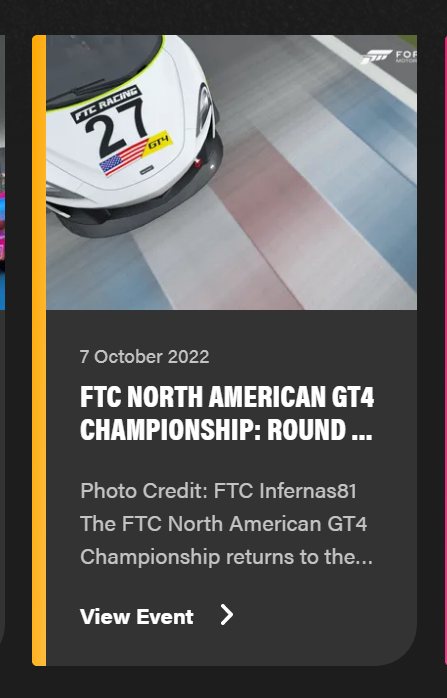 FTC RACING
27
GT4
FOR
MOTOR
7 October 2022
FTC NORTH AMERICAN GT4
CHAMPIONSHIP: ROUND ...
Photo Credit: FTC Infernas81
The FTC North American GT4
Championship returns to the...
View Event